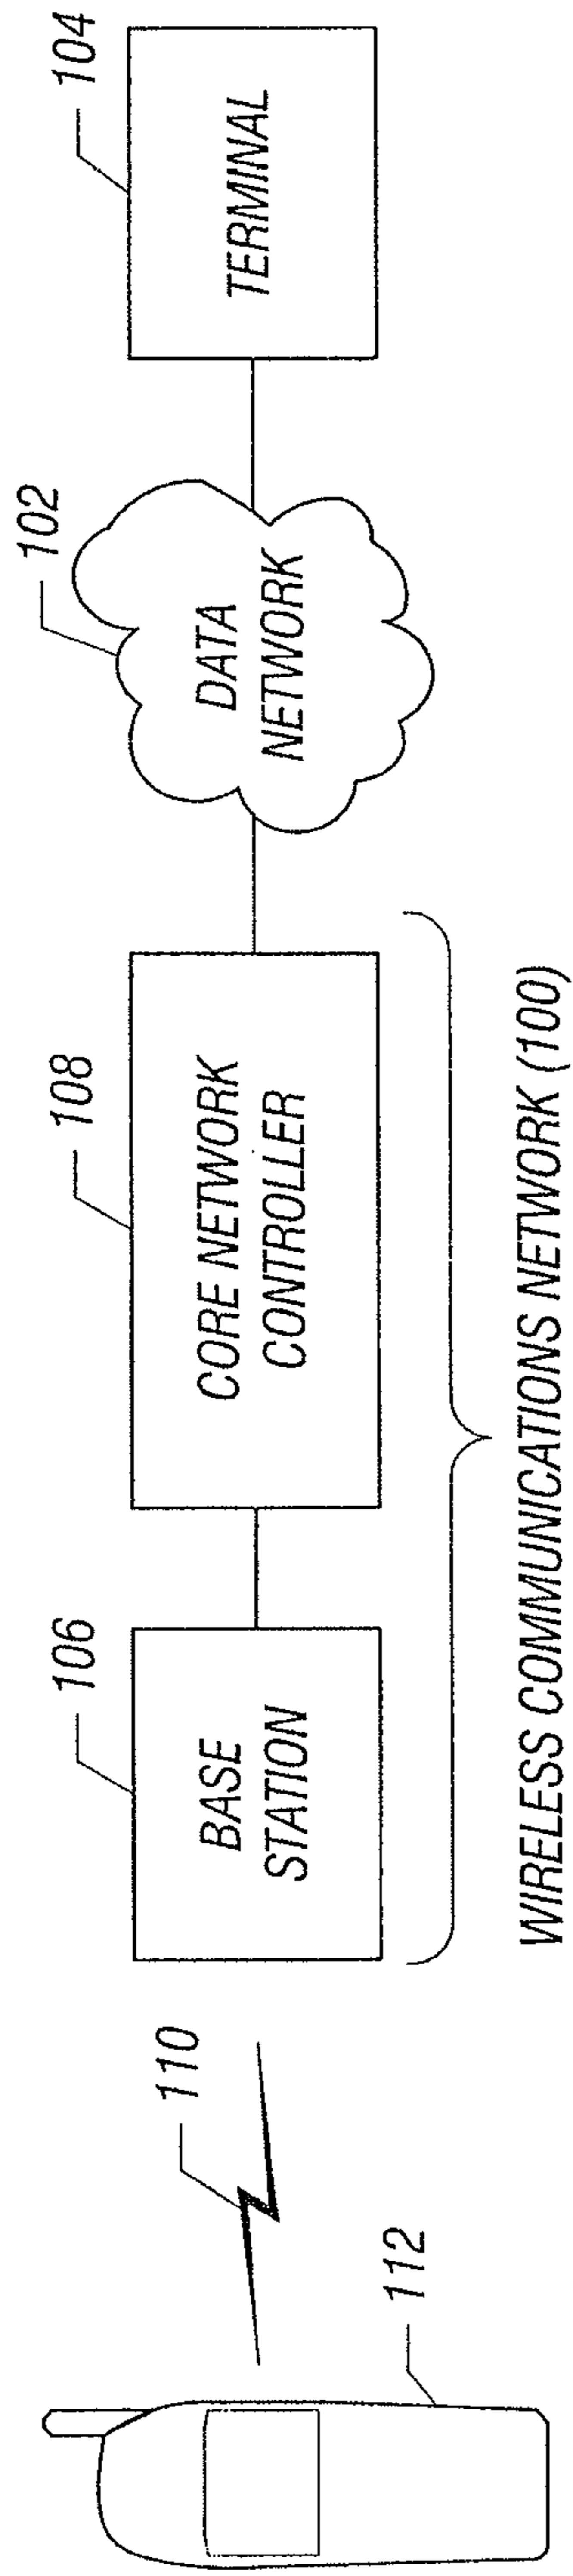 112
110
106
BASE
STATION
108
CORE NETWORK
CONTROLLER
102
DATA
NETWORK
104
TERMINAL
WIRELESS COMMUNICATIONS NETWORK (100)